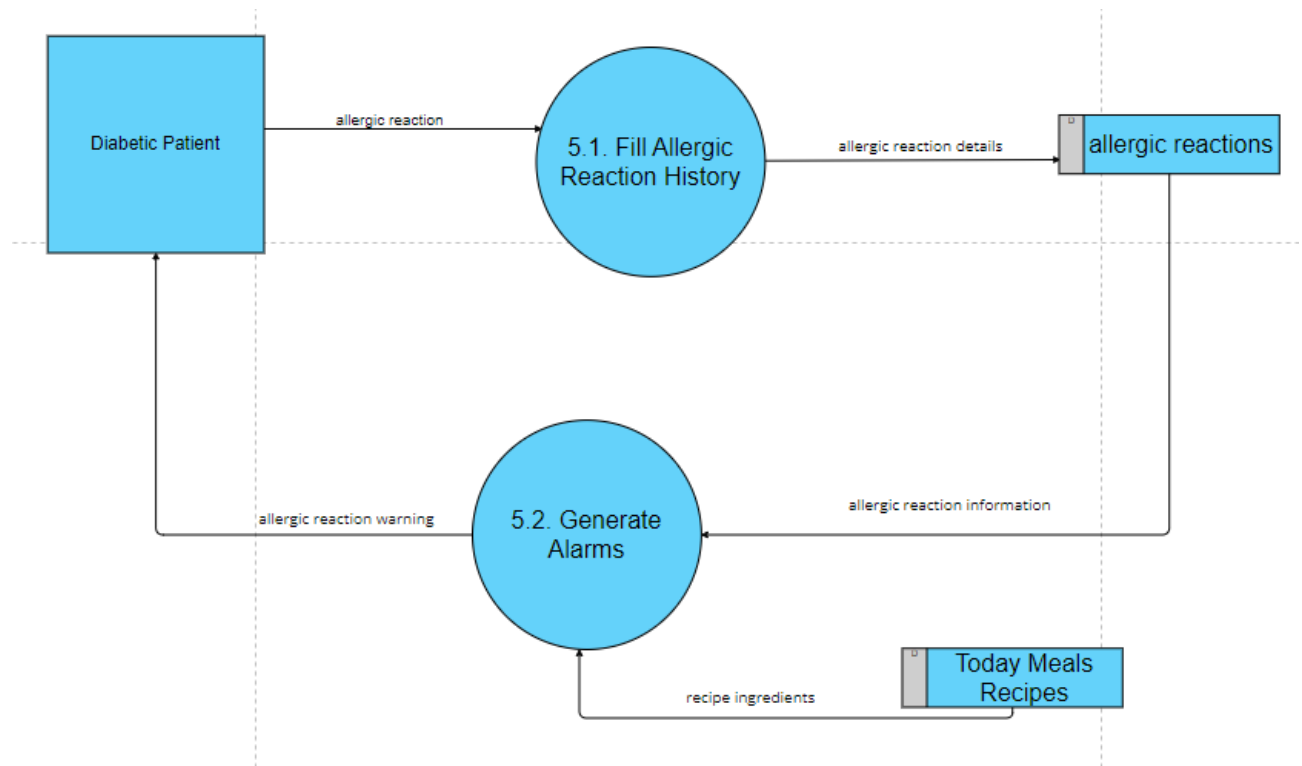 Diabetic Patient
allergic reaction
5.1. Fill Allergic
Reaction History
allergic reaction details
allergic reactions
allergic reaction warning
5.2. Generate
Alarms
allergic reaction information
recipe ingredients
Today Meals
Recipes